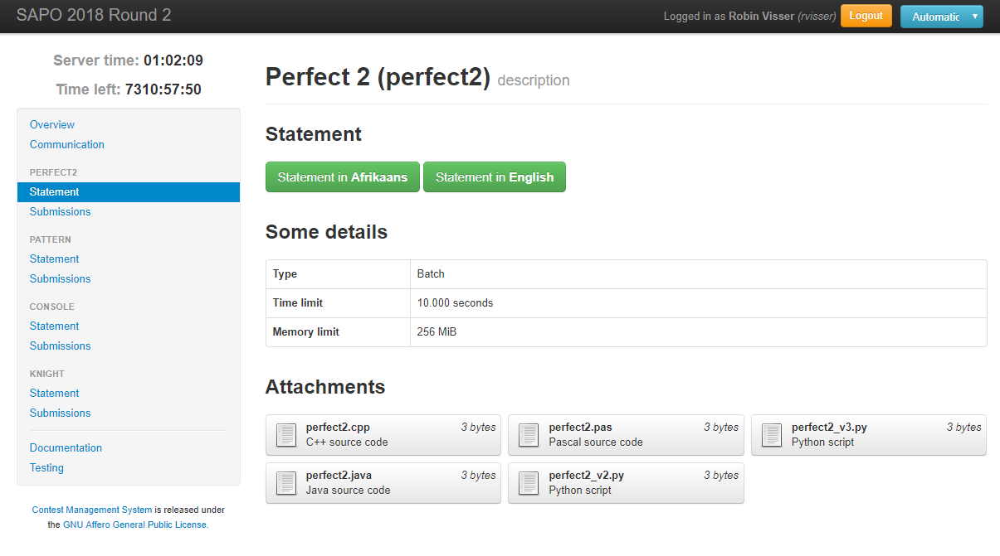 SAPO 2018 Round 2
Logged in as Robin Visser (rvisser) Logout Automatic
Server time: 01:02:09
Time left: 7310:57:50
Overview
Communication
PERFECT2
Statement
Submissions
PATTERN
Statement
Submissions
CONSOLE
Statement
Submissions
KNIGHT
Statement
Submissions
Documentation
Testing
Contest Management System is released under
the GNU Affero General Public License.
Perfect 2 (perfect2) description
Statement
Statement in Afrikaans Statement in English
Some details
Type Batch
Time limit 10.000 seconds
Memory limit 256 MiB
Attachments
perfect2.cpp 3 bytes
C++ source code
perfect2.pas 3 bytes
Pascal source code
perfect2_v3.py 3 bytes
Python script
perfect2.java 3 bytes
Java source code
perfect2_v2.py 3 bytes
Python script